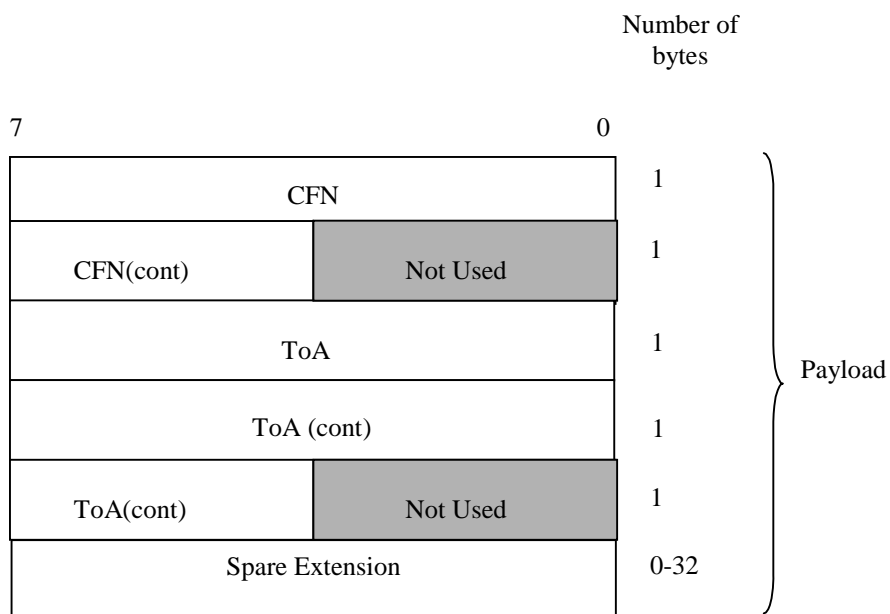 Number of
bytes
7 0
CFN 1
CFN(cont) Not Used 1
ToA 1
Payload
ToA (cont) 1
ToA(cont) Not Used 1
Spare Extension 0-32